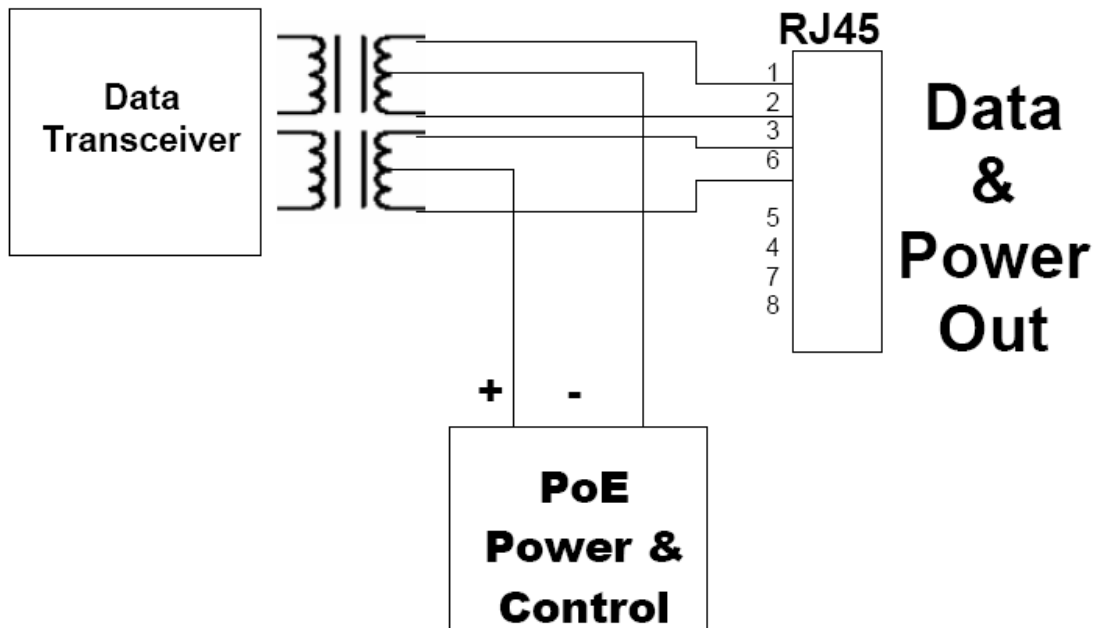 Data
Transceiver
RJ45
1
2
3
6
5
4
7
8
Data
&
Power
Out
+ -
PoE
Power &
Control